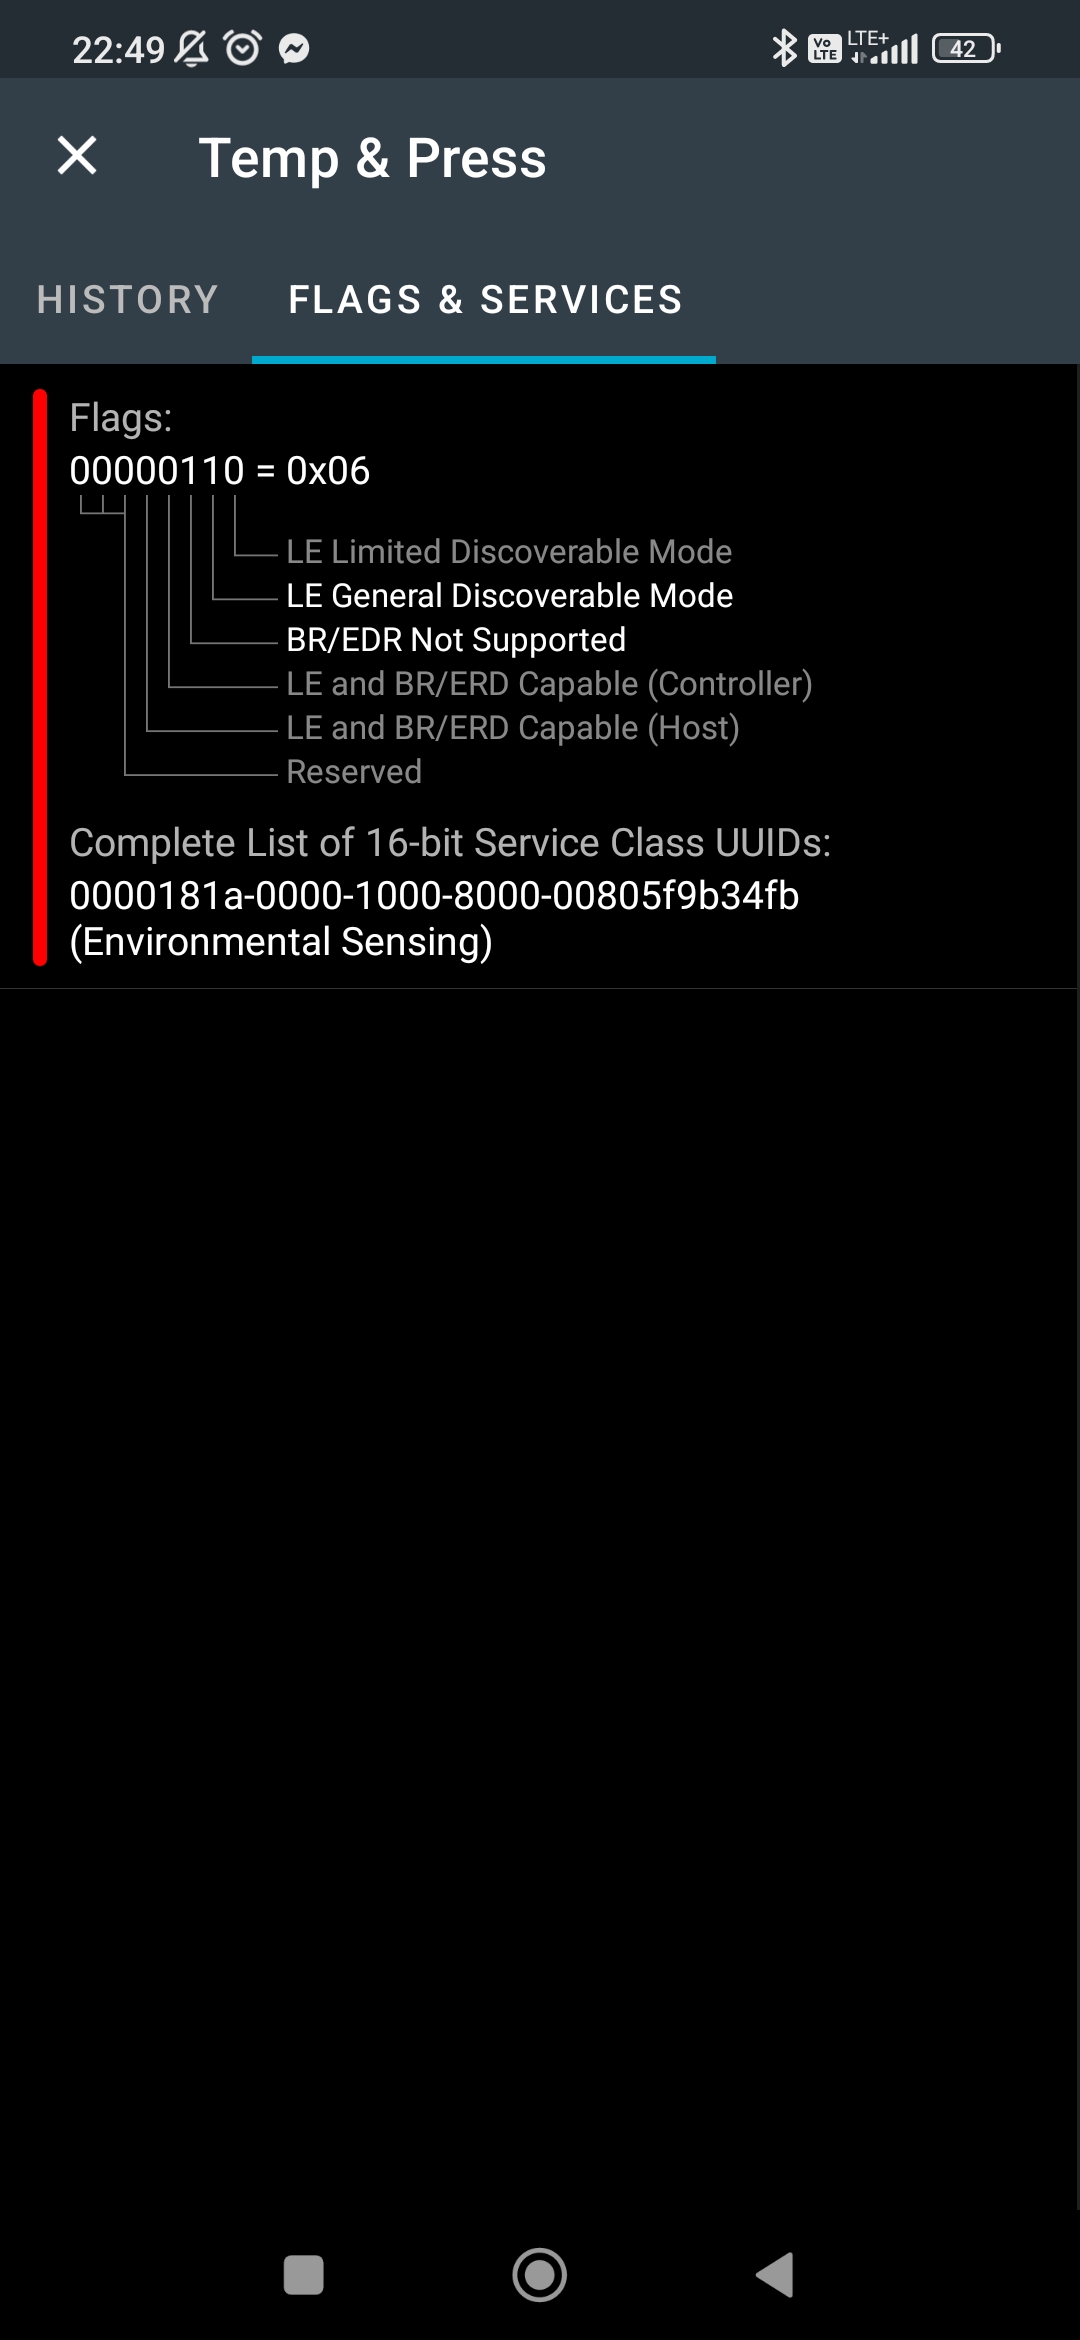 22:49 Vo LTE LTE+ 42
Temp & Press
HISTORY FLAGS & SERVICES
Flags:
00000110 = 0x06
LE Limited Discoverable Mode
LE General Discoverable Mode
BR/EDR Not Supported
LE and BR/ERD Capable (Controller)
LE and BR/ERD Capable (Host)
Reserved
Complete List of 16-bit Service Class UUIDs:
0000181a-0000-1000-8000-00805f9b34fb
(Environmental Sensing)